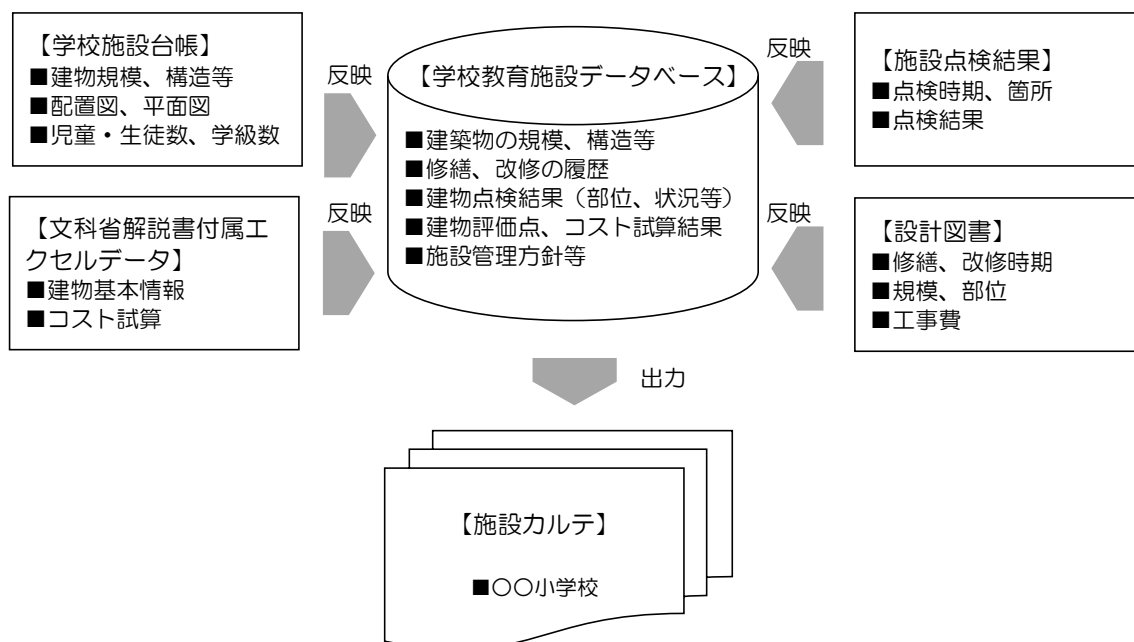 【学校施設台帳】
■建物規模、構造等
■配置図、平面図
■児童・生徒数、学級数
反映
【文科省解説書付属エ
クセルデータ】
■建物基本情報
■コスト試算
反映
【学校教育施設データベース】
■建築物の規模、構造等
■修繕、改修の履歴
■建物点検結果（部位、状況等）
■建物評価点、コスト試算結果
■施設管理方針等
反映
【施設点検結果】
■点検時期、箇所
■点検結果
反映
【設計図書】
■修繕、改修時期
■規模、部位
■工事費
出力
【施設カルテ】
■〇〇小学校